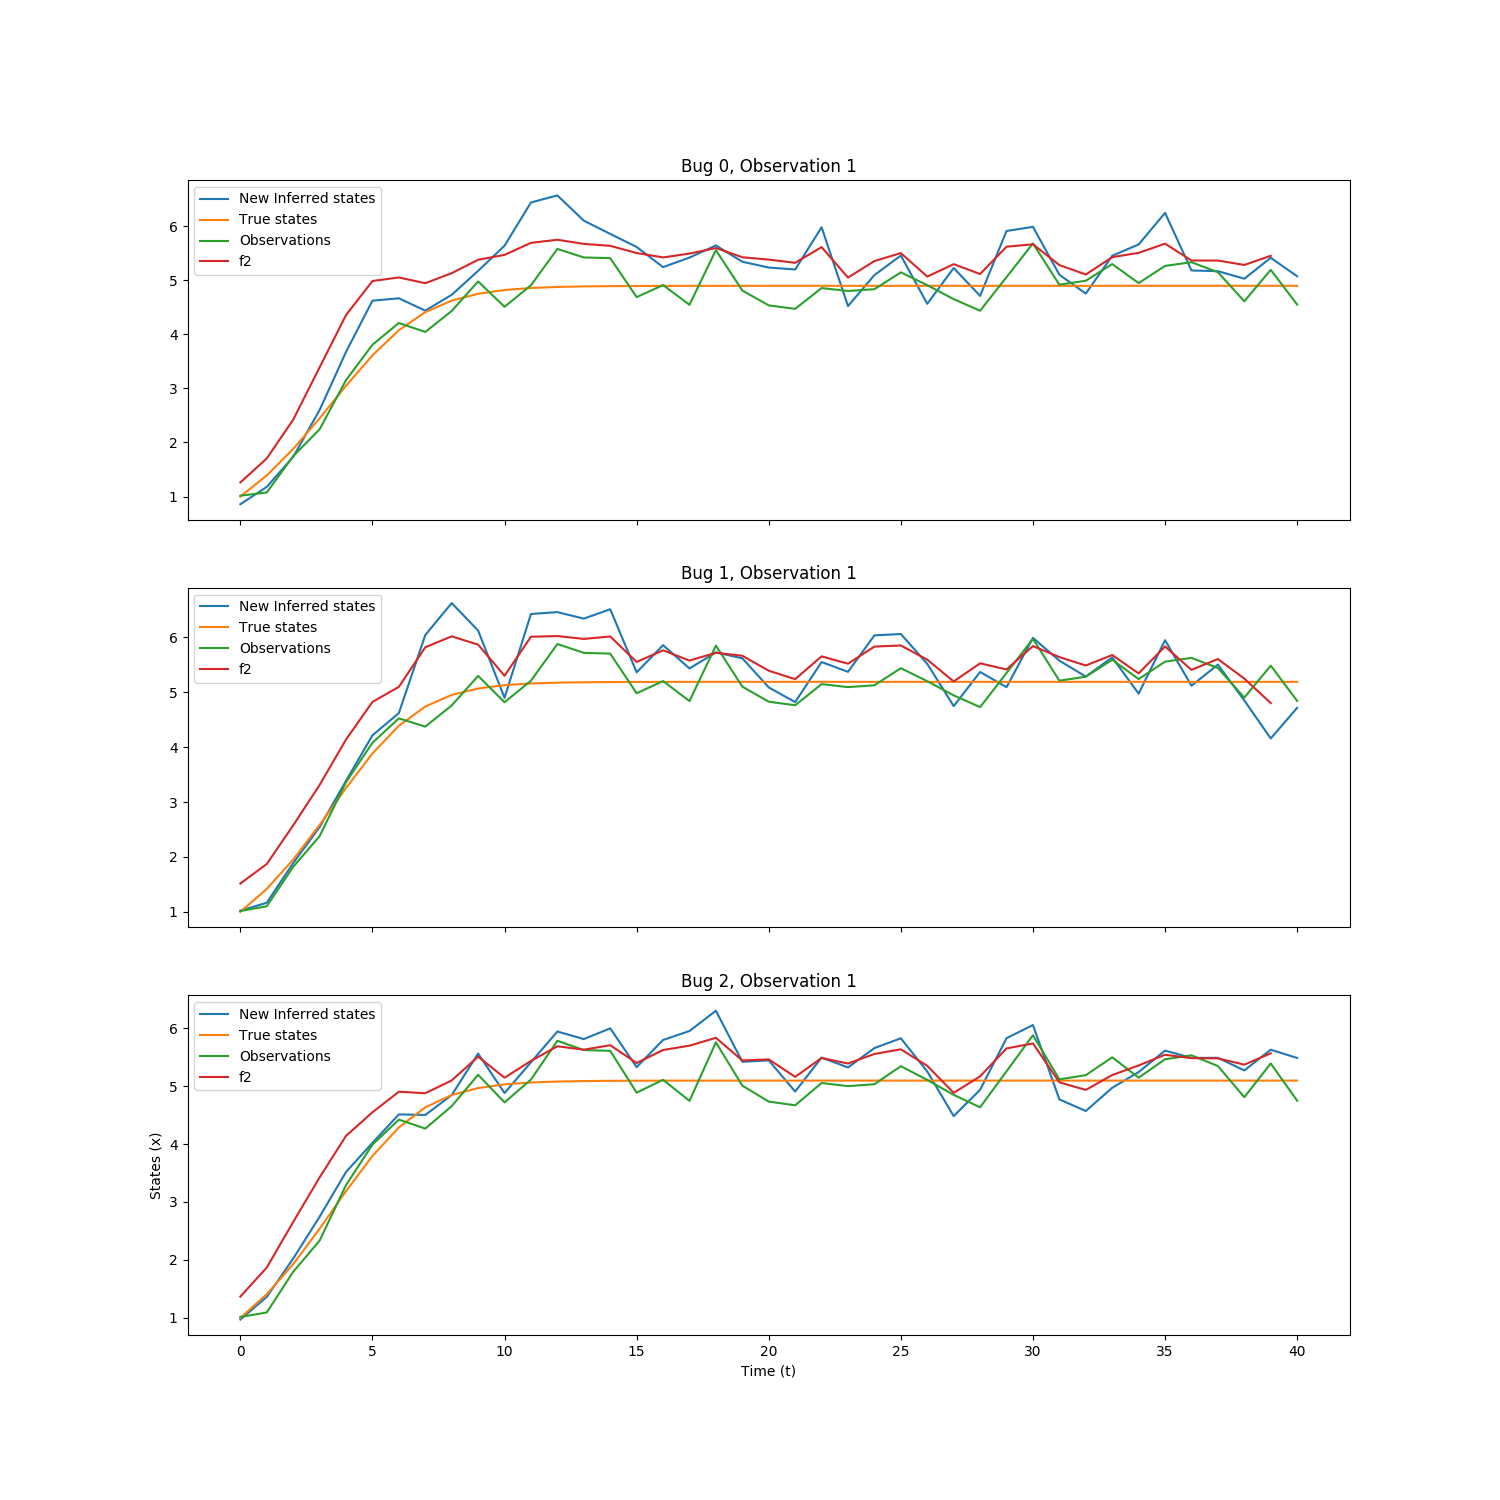 Bug 0, Observation 1
New Inferred states
True states
Observations
f2
6
5
4
3
2
1
Bug 1, Observation 1
New Inferred states
True states
Observations
f2
6
5
4
3
2
1
Bug 2, Observation 1
New Inferred states
True states
Observations
f2
6
5
4
3
2
1
States (x)
0 5 10 15 20 25 30 35 40
Time (t)